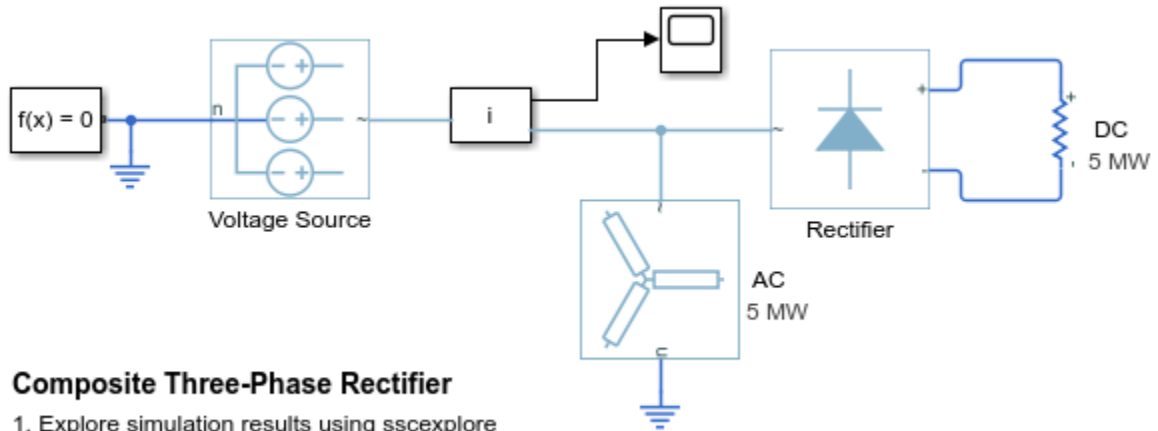 f(x) = 0
n
~
Voltage Source
i
~
+
-
Rectifier
+
-
DC
5 MW
~
n
AC
5 MW
Composite Three-Phase Rectifier
1. Explore simulation results using sscexplore